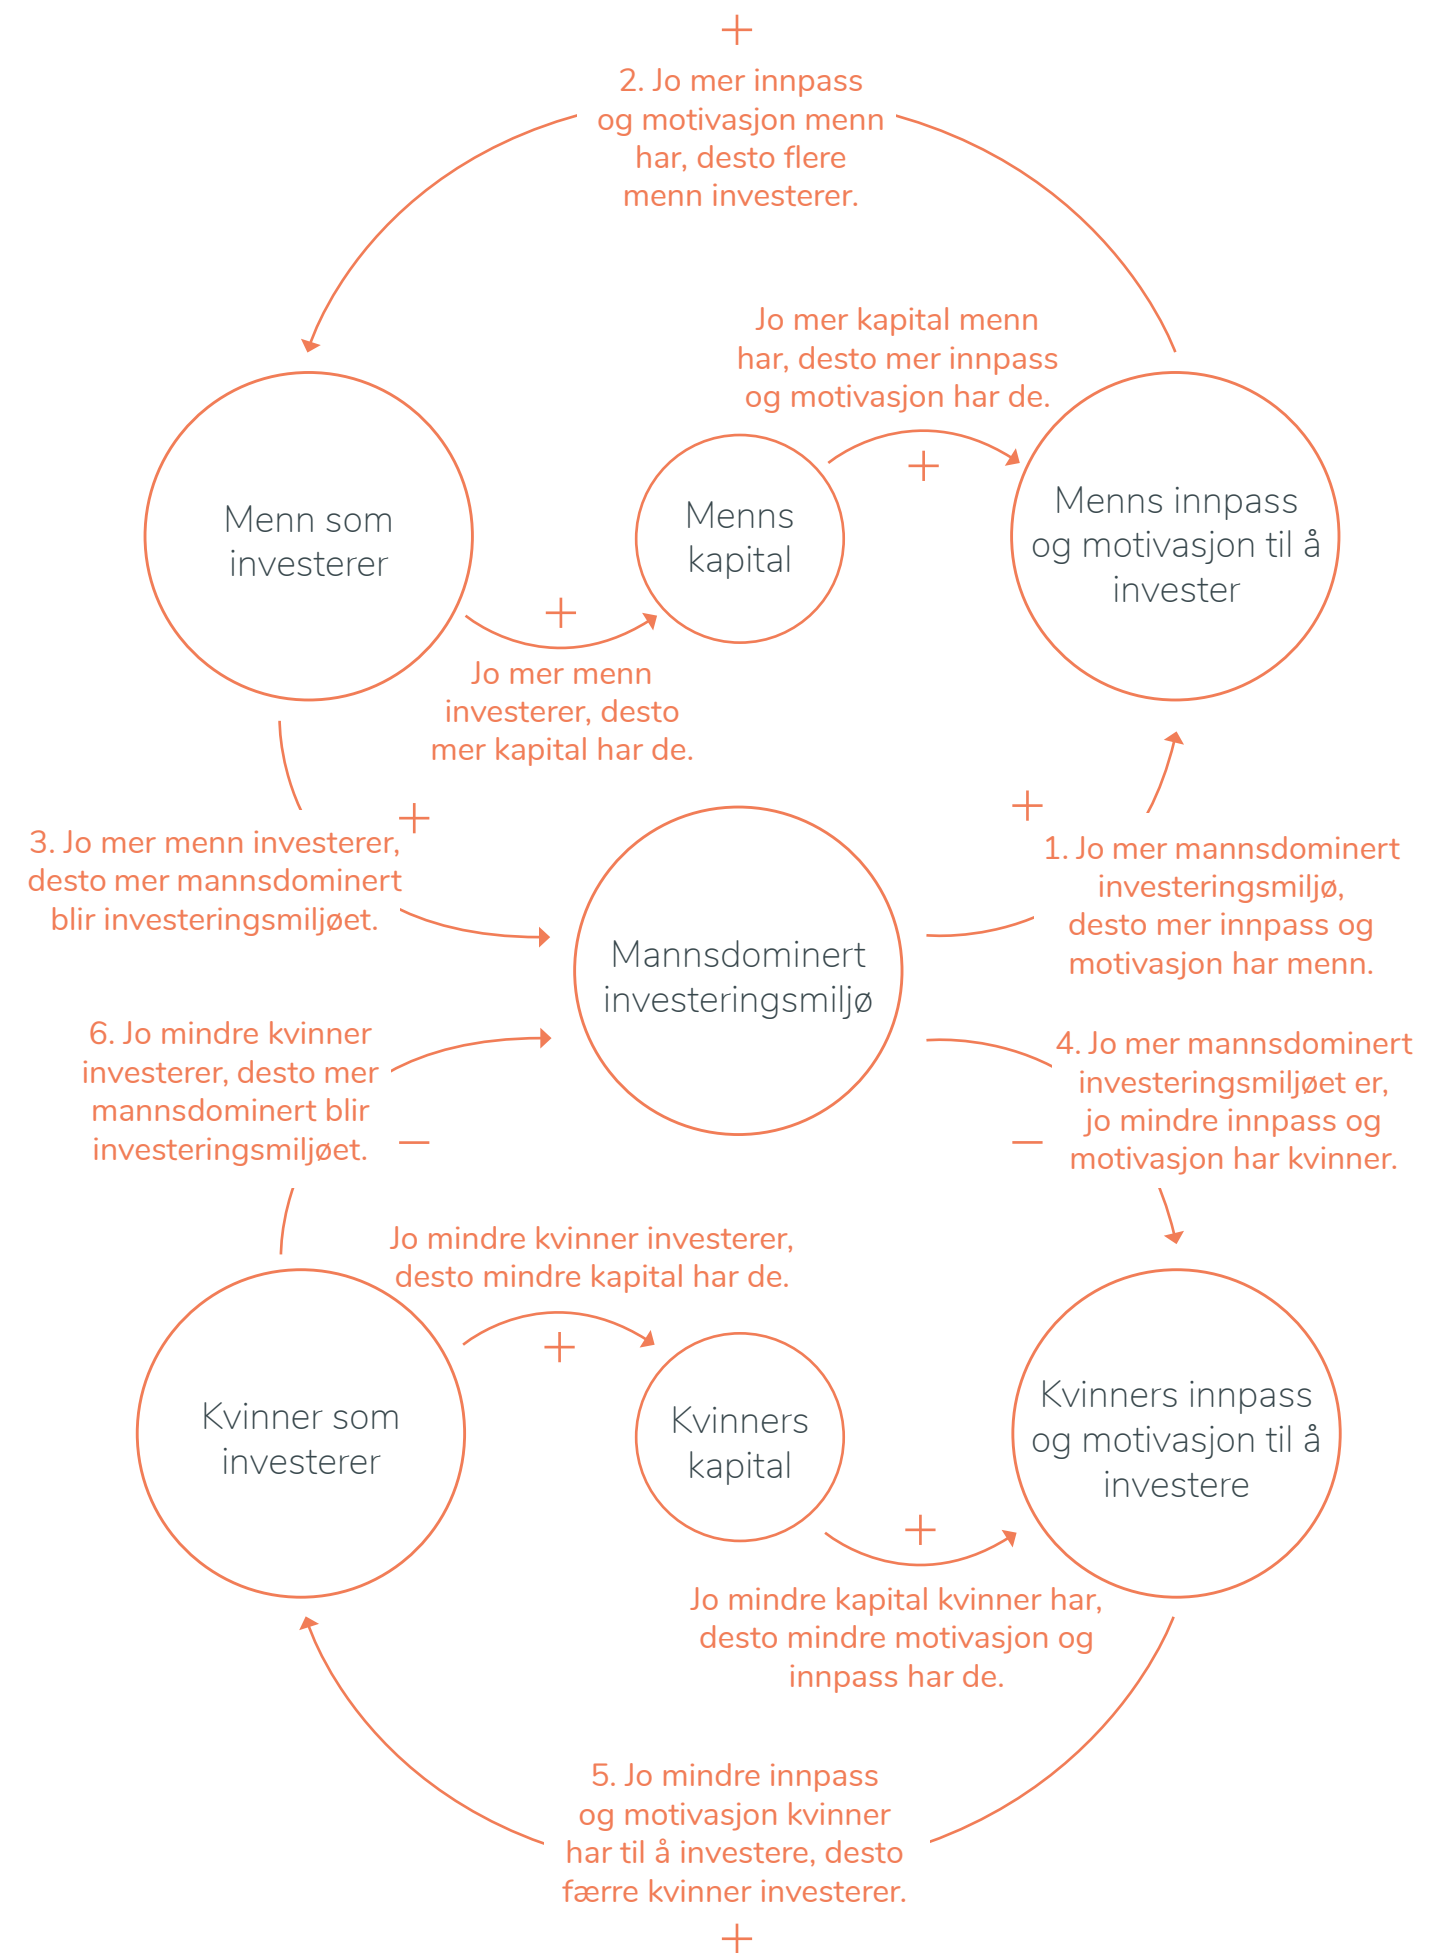 +
2. Jo mer innpass
og motivasjon menn
har, desto flere
menn investerer.
Jo mer kapital menn
har, desto mer innpass
og motivasjon har de.
+
Menn som
investerer
Menns
kapital
Menns innpass
og motivasjon til å
invester
+
Jo mer menn
investerer, desto
mer kapital har de.
+
3. Jo mer menn investerer,
desto mer mannsdominert
blir investeringsmiljøet.
+
1. Jo mer mannsdominert
investeringsmiljø,
desto mer innpass og
motivasjon har menn.
Mannsdominert
investeringsmiljø
6. Jo mindre kvinner
investerer, desto mer
mannsdominert blir
investeringsmiljøet.
–
4. Jo mer mannsdominert
investeringsmiljøet er,
jo mindre innpass og
motivasjon har kvinner.
–
Jo mindre kvinner investerer,
desto mindre kapital har de.
+
Kvinner som
investerer
Kvinners
kapital
Kvinners innpass
og motivasjon til å
investere
+
Jo mindre kapital kvinner har,
desto mindre motivasjon og
innpass har de.
5. Jo mindre innpass
og motivasjon kvinner
har til å investere, desto
færre kvinner investerer.
+